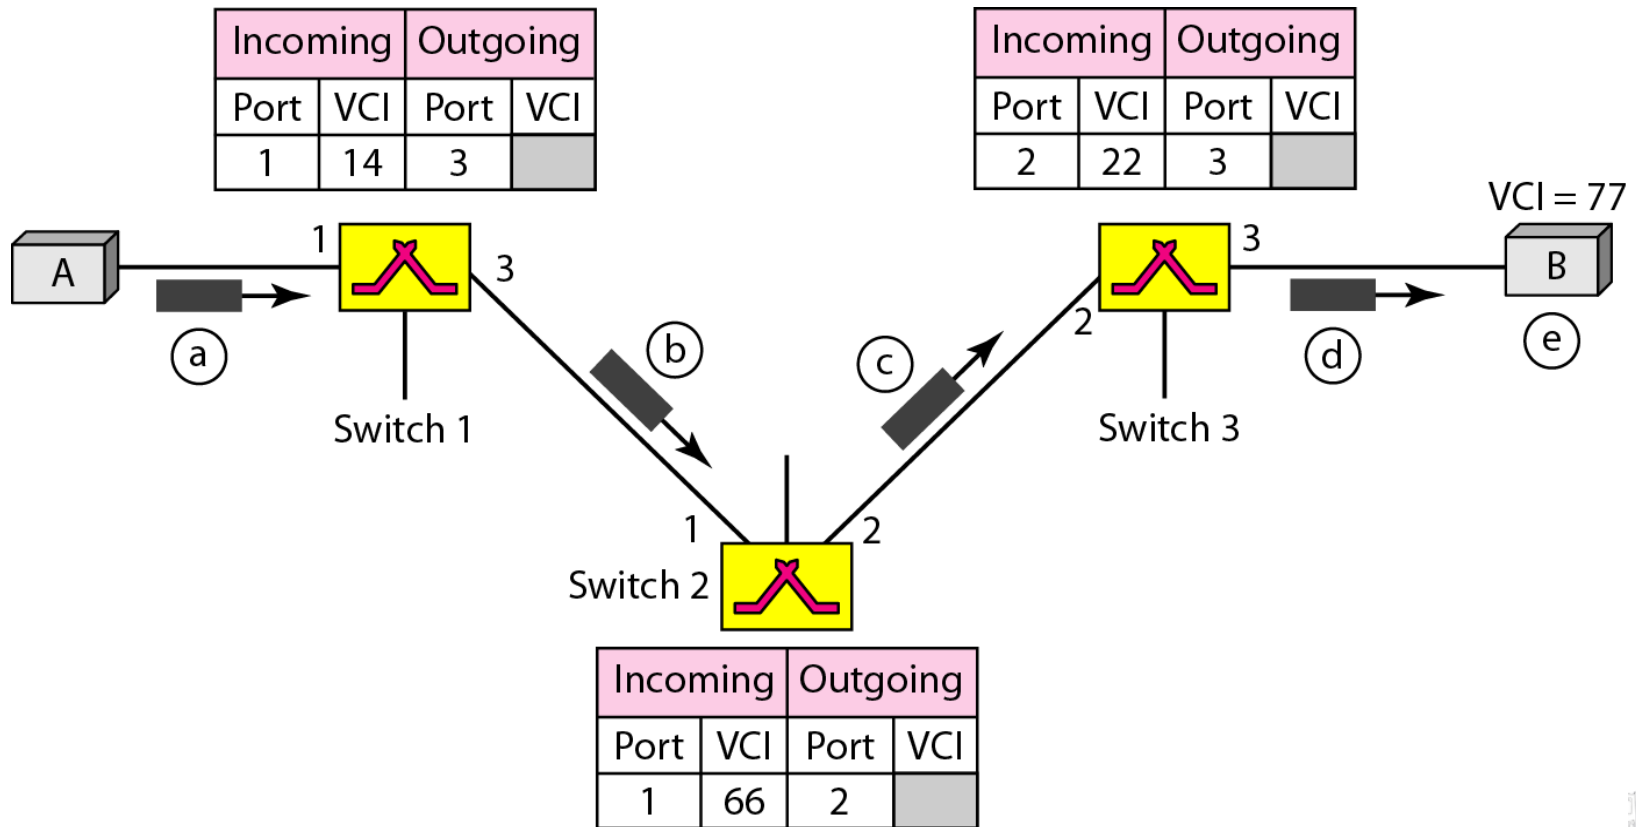 Incoming Outgoing
Port VCI Port VCI
1 14 3
Incoming Outgoing
Port VCI Port VCI
2 22 3
VCI = 77
A
1
3
3
B
2
a
b
c
d
e
Switch 1
Switch 3
1
2
Switch 2
Incoming Outgoing
Port VCI Port VCI
1 66 2